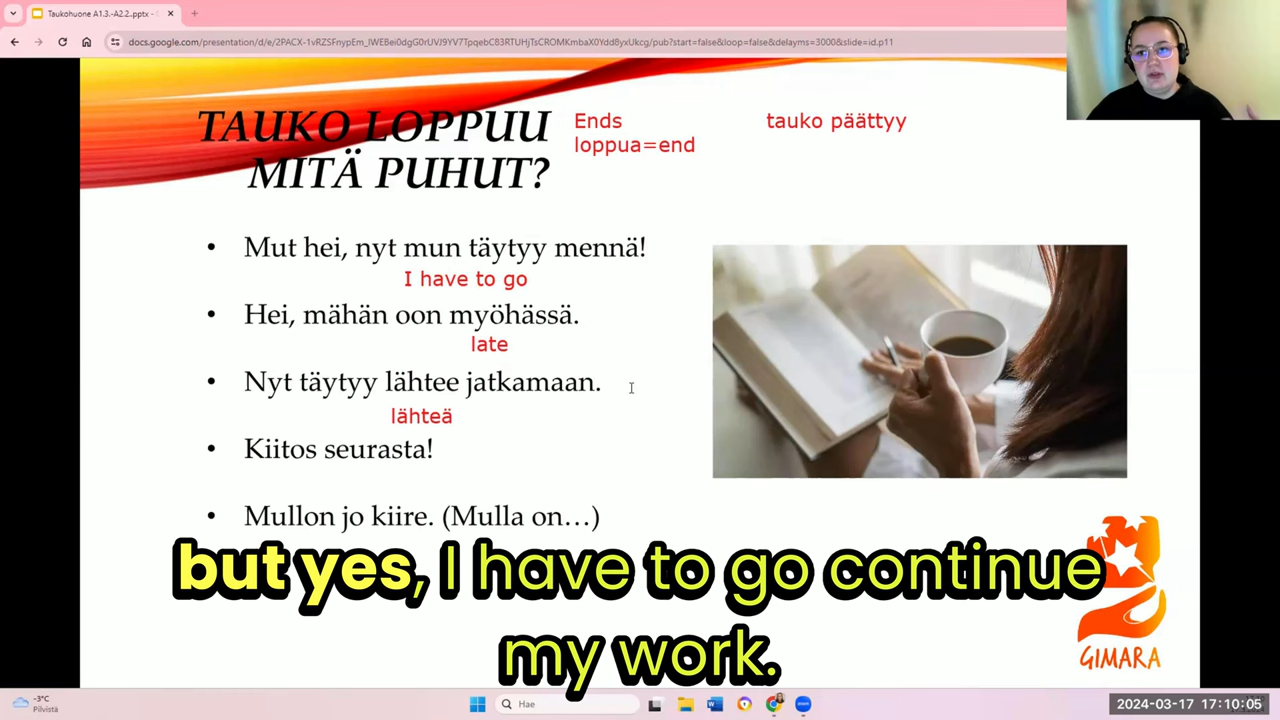 Taukohuone A1.3.-A2.2..pptx -
docs.google.com/presentation/d/e/2PACX-1vRZSFnypEm_lWEBei0dgG0rUVJ9YV7TpqebC83RTUHjTsCROMKmbaX0Ydd8yxUkcg/pub?start=false&loop=false&delayms=3000&slide=id.p11
TAUKO LOPPUU
MITÄ PUHUT?
Ends
loppua=end
tauko päättyy
• Mut hei, nyt mun täytyy mennä!
I have to go
• Hei, mähän oon myöhässä.
late
• Nyt täytyy lähtee jatkamaan.
lähteä
• Kiitos seurasta!
• Mullon jo kiire. (Mulla on…)
but yes, I have to go continue
my work.
GIMARA
-3°C
Pilvistä
Hae
zoom
2024-03-17 17:10:05